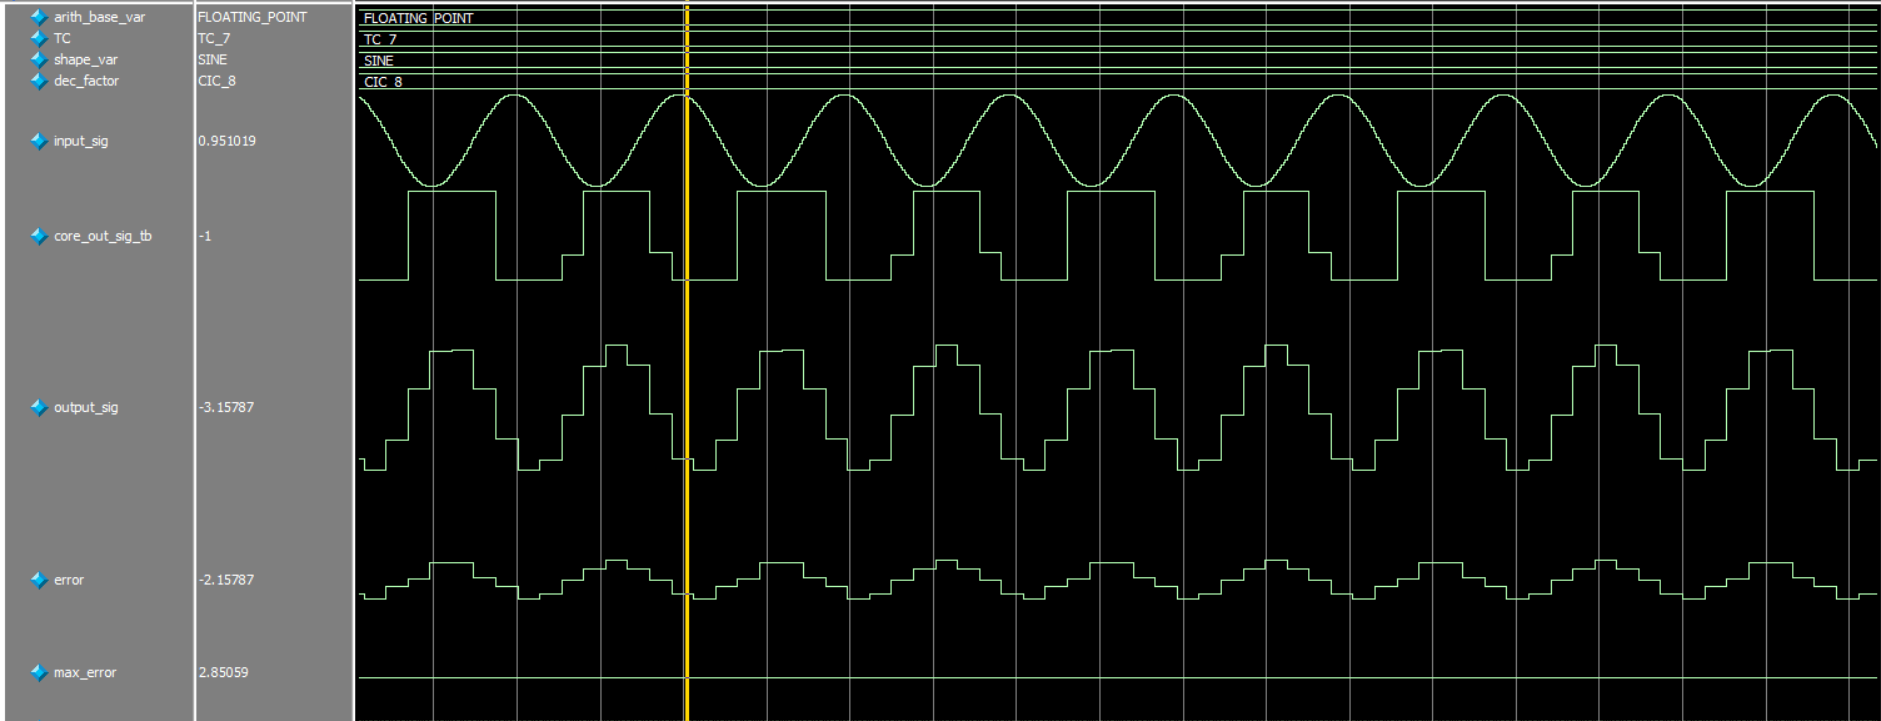 arith_base_var FLOATING_POINT FLOATING_POINT
TC TC_7 TC_7
shape_var SINE SINE
dec_factor CIC_8 CIC_8
input_sig 0.951019
core_out_sig_tb -1
output_sig -3.15787
error -2.15787
max_error 2.85059